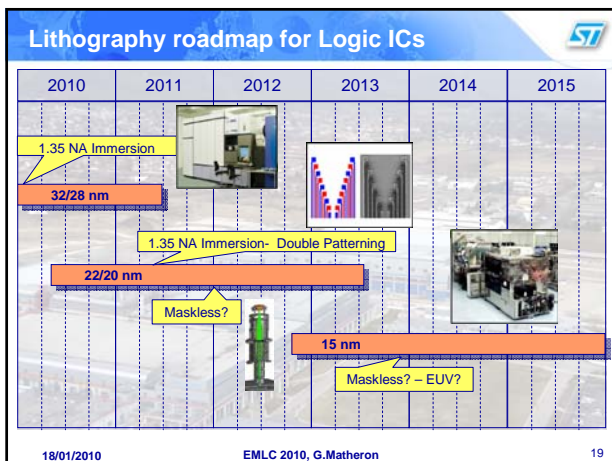 Lithography roadmap for Logic ICs
ST
2010 2011 2012 2013 2014 2015
1.35 NA Immersion
32/28 nm
1.35 NA Immersion- Double Patterning
22/20 nm
Maskless?
15 nm
Maskless? – EUV?
18/01/2010 EMLC 2010, G.Matheron 19